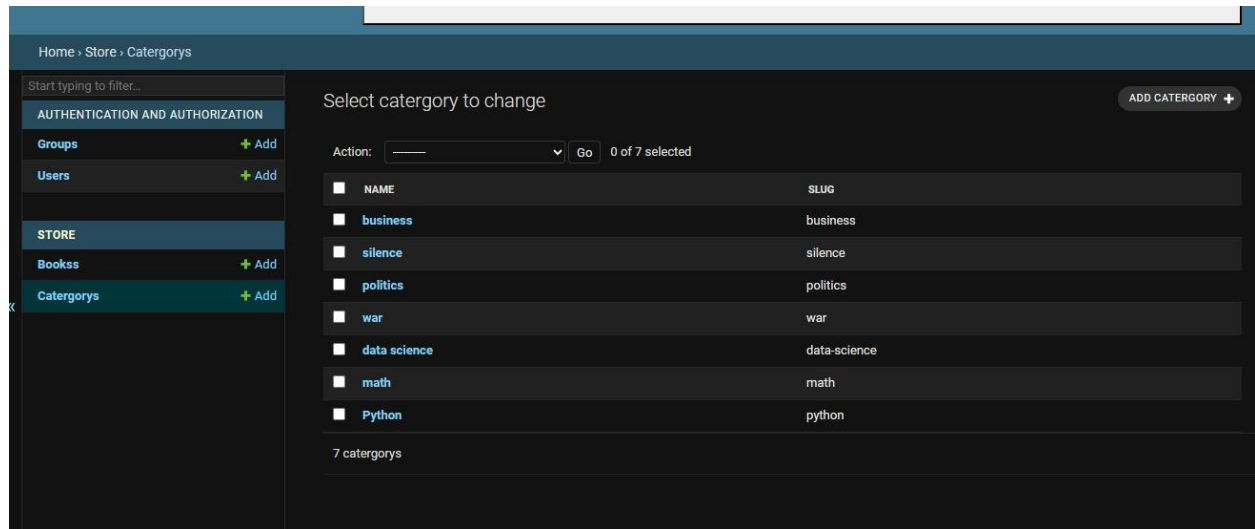 Home › Store › Catergorys
Start typing to filter...
AUTHENTICATION AND AUTHORIZATION
Groups + Add
Users + Add
STORE
Bookss + Add
Catergorys + Add
«
Select catergory to change
ADD CATERGORY +
Action: --------- Go 0 of 7 selected
NAME SLUG
business business
silence silence
politics politics
war war
data science data-science
math math
Python python
7 catergorys